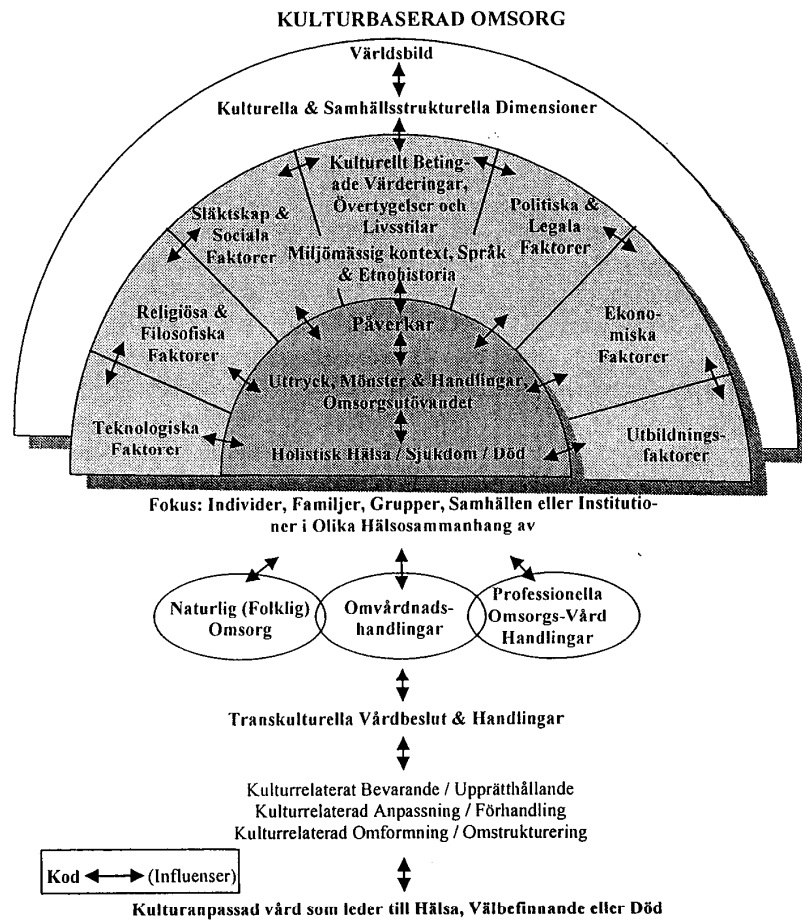 KULTURBASERAD OMSORG
Världsbild
Kulturella & Samhällsstrukturella Dimensioner
Kulturellt Beting-
ade Värderingar,
Övertygelser och
Livsstilar
Släktskap &
Sociala
Faktorer
Politiska &
Legala
Faktorer
Miljömässig kontext, Språk
& Etnohistoria
Religiösa &
Filosofiska
Faktorer
Ekono-
miska
Faktorer
Påverkar
Uttryck, Mönster & Handlingar,
Omsorgsutövandet
Teknologiska
Faktorer
Utbildnings-
faktorer
Holistisk Hälsa / Sjukdom / Död
Fokus: Individer, Familjer, Grupper, Samhällen eller Institutio-
ner i Olika Hälsosammanhang av
Naturlig (Folklig)
Omsorg
Omvårdnads-
handlingar
Professionella
Omsorgs-Vård
Handlingar
Transkulturella Vårdbeslut & Handlingar
Kulturrelaterat Bevarande / Upprätthållande
Kulturrelaterad Anpassning / Förhandling
Kulturrelaterad Omformning / Omstrukturering
Kod (Influenser)
Kulturanpassad vård som leder till Hälsa, Välbefinnande eller Död